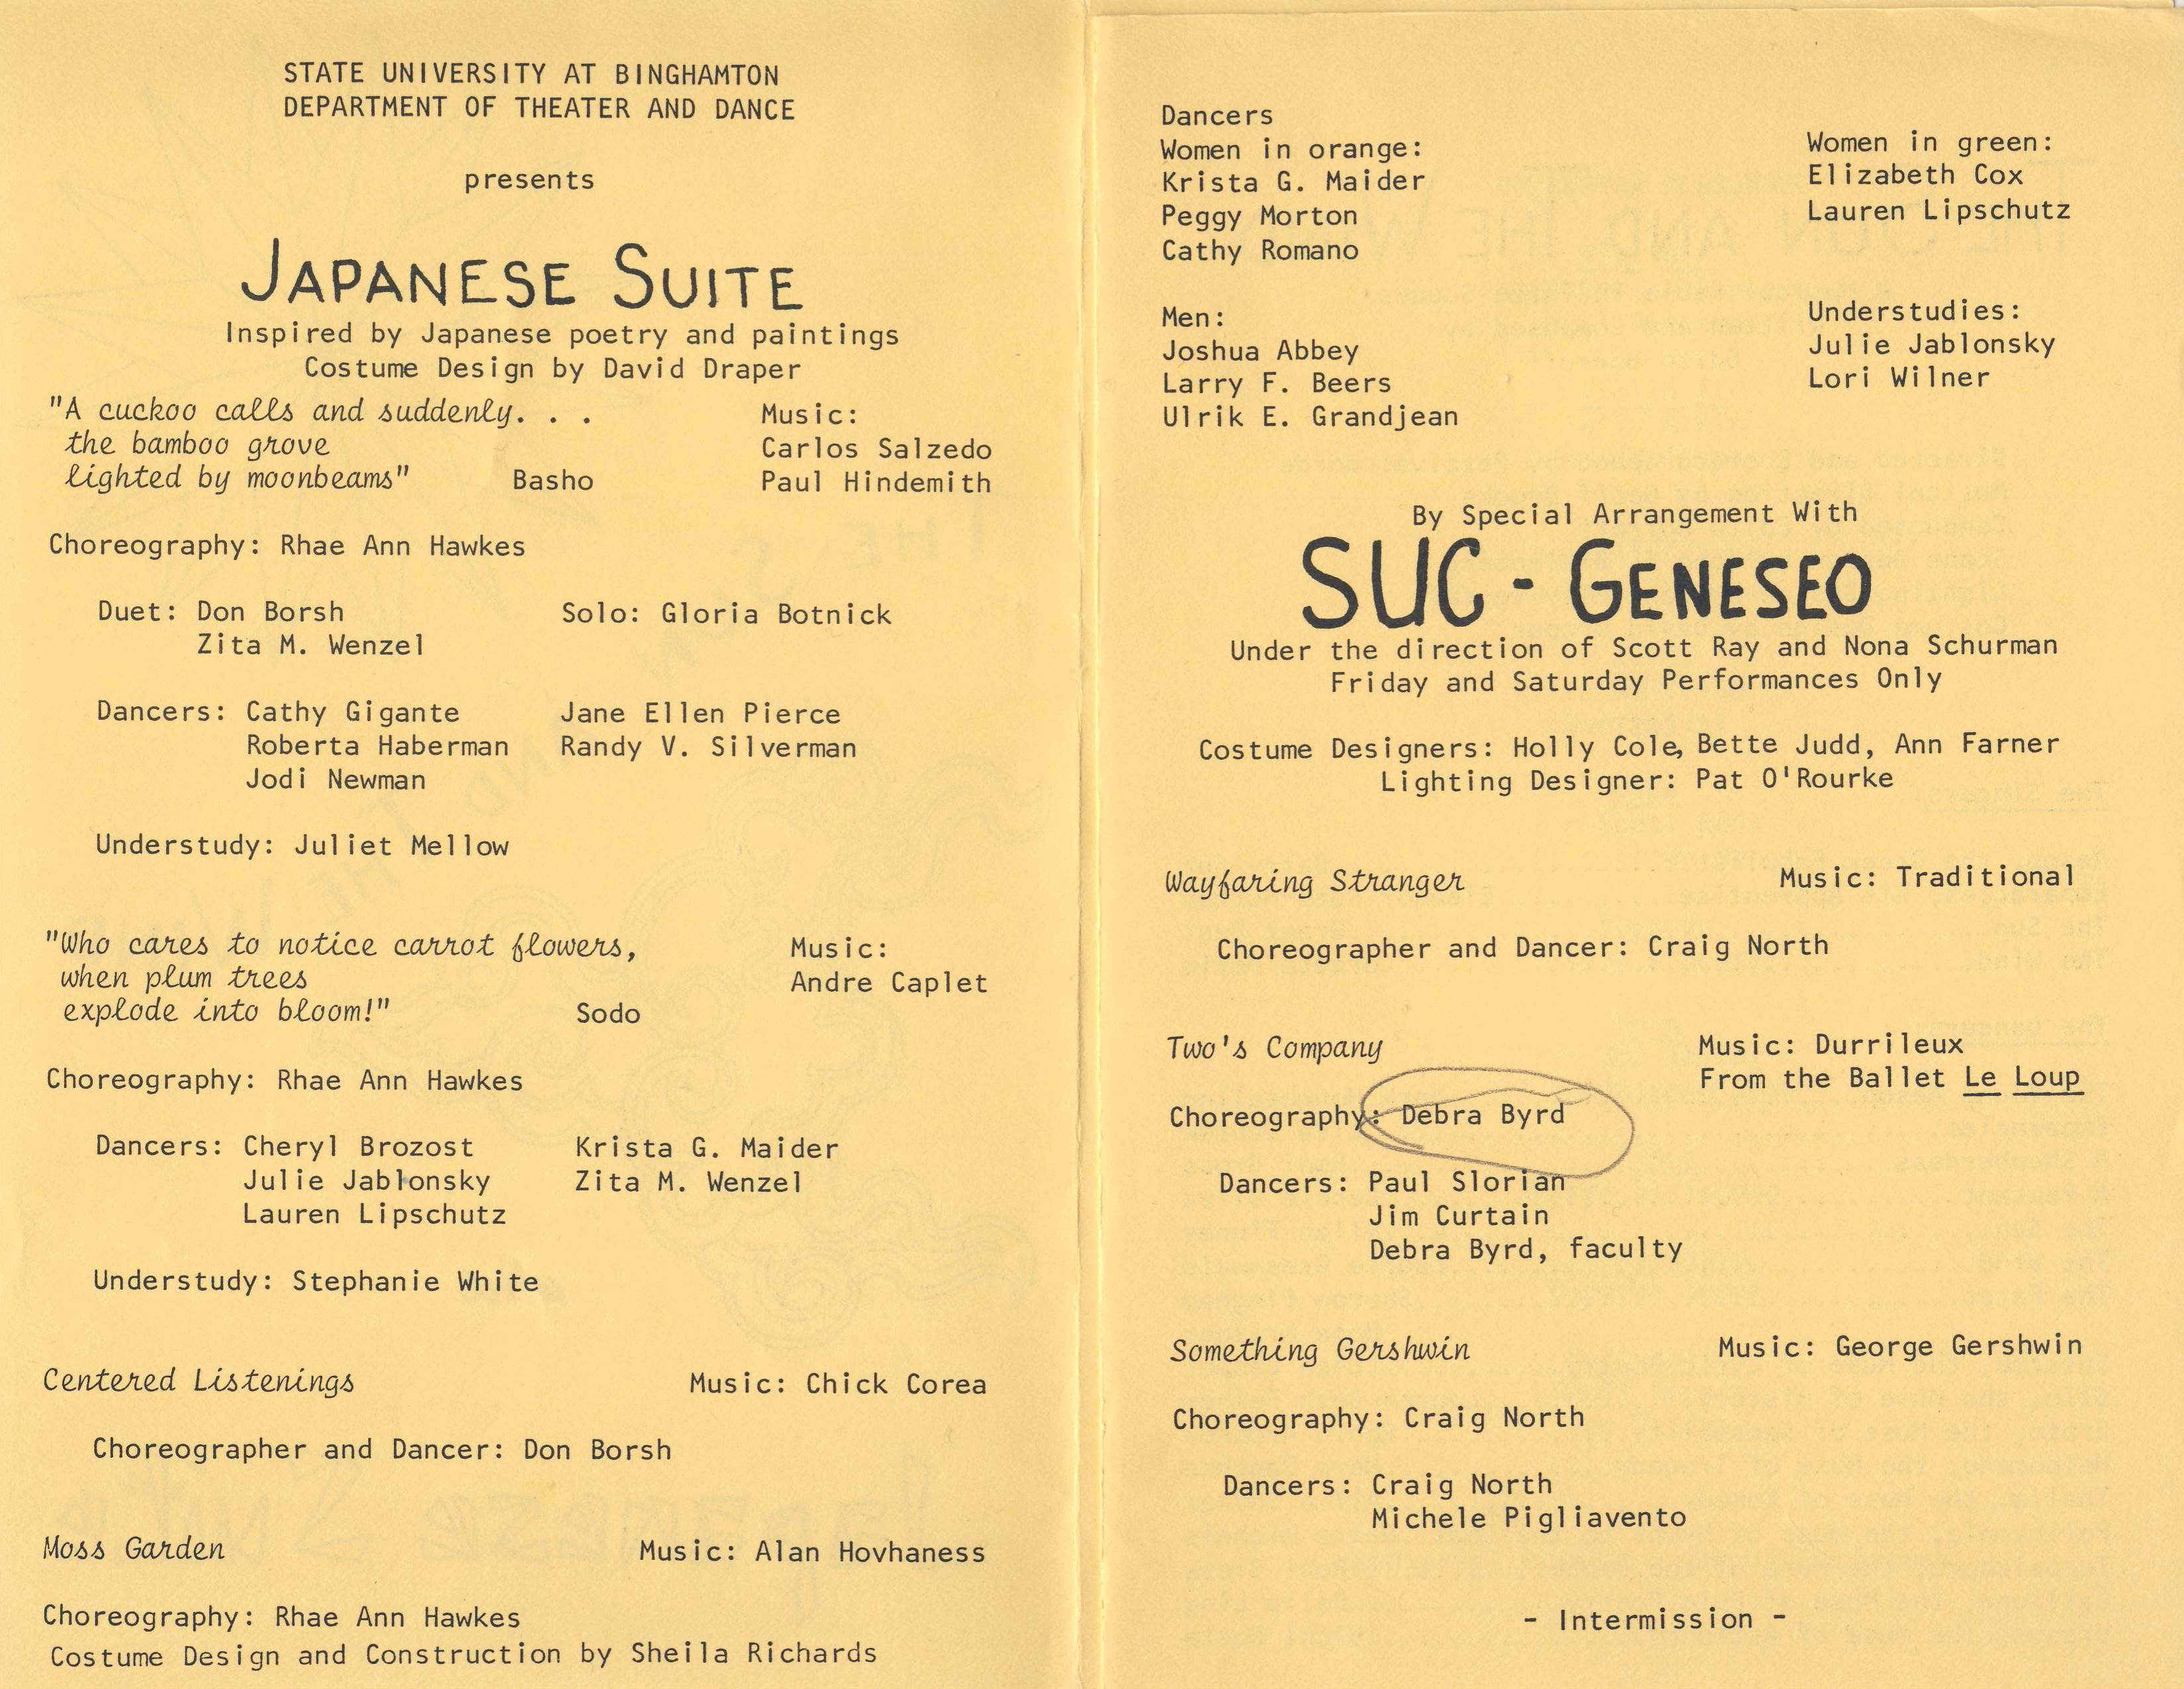 STATE UNIVERSITY AT BINGHAMTON
DEPARTMENT OF THEATER AND DANCE
presents
JAPANESE SUITE
Inspired by Japanese poetry and paintings
Costume Design by David Draper
"A cuckoo calls and suddenly. . .
the bamboo grove
lighted by moonbeams" Basho
Music:
Carlos Salzedo
Paul Hindemith
Choreography: Rhae Ann Hawkes
Duet: Don Borsh
Zita M. Wenzel
Solo: Gloria Botnick
Dancers: Cathy Gigante
Roberta Haberman
Jodi Newman
Jane Ellen Pierce
Randy V. Silverman
Understudy: Juliet Mellow
"Who cares to notice carrot flowers,
when plum trees
explode into bloom!" Sodo
Music:
Andre Caplet
Choreography: Rhae Ann Hawkes
Dancers: Cheryl Brozost
Julie Jablonsky
Lauren Lipschutz
Krista G. Maider
Zita M. Wenzel
Understudy: Stephanie White
Centered Listenings Music: Chick Corea
Choreographer and Dancer: Don Borsh
Moss Garden Music: Alan Hovhaness
Choreography: Rhae Ann Hawkes
Costume Design and Construction by Sheila Richards
Dancers
Women in orange:
Krista G. Maider
Peggy Morton
Cathy Romano
Women in green:
Elizabeth Cox
Lauren Lipschutz
Men:
Joshua Abbey
Larry F. Beers
Ulrik E. Grandjean
Understudies:
Julie Jablonsky
Lori Wilner
By Special Arrangement With
SUC - GENESEO
Under the direction of Scott Ray and Nona Schurman
Friday and Saturday Performances Only
Costume Designers: Holly Cole, Bette Judd, Ann Farner
Lighting Designer: Pat O'Rourke
Wayfaring Stranger Music: Traditional
Choreographer and Dancer: Craig North
Two's Company Music: Durrileux
From the Ballet Le Loup
Choreography: Debra Byrd
Dancers: Paul Slorian
Jim Curtain
Debra Byrd, faculty
Something Gershwin Music: George Gershwin
Choreography: Craig North
Dancers: Craig North
Michele Pigliavento
- Intermission -